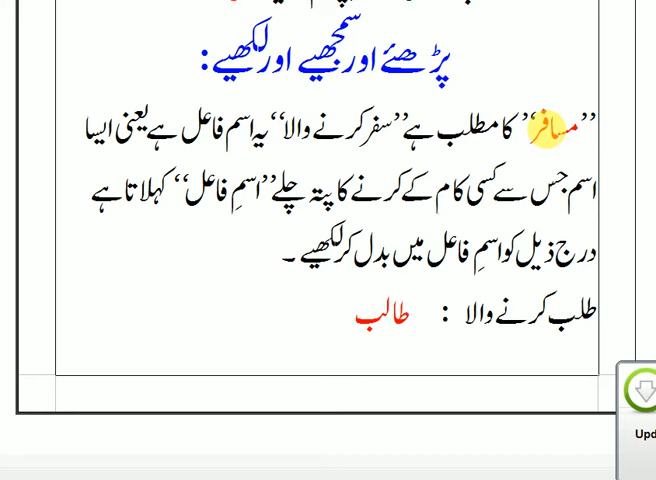 پڑھئے اور سمجھیے اور لکھیے:
”مسافر“ کا مطلب ہے ”سفر کرنے والا“ یہ اسم فاعل ہے یعنی ایسا
اسم جس سے کسی کام کے کرنے کا پتہ چلے ”اسمِ فاعل“ کہلاتا ہے
درج ذیل کو اسمِ فاعل میں بدل کر لکھیے ۔
طلب کرنے والا : طالب
Upd